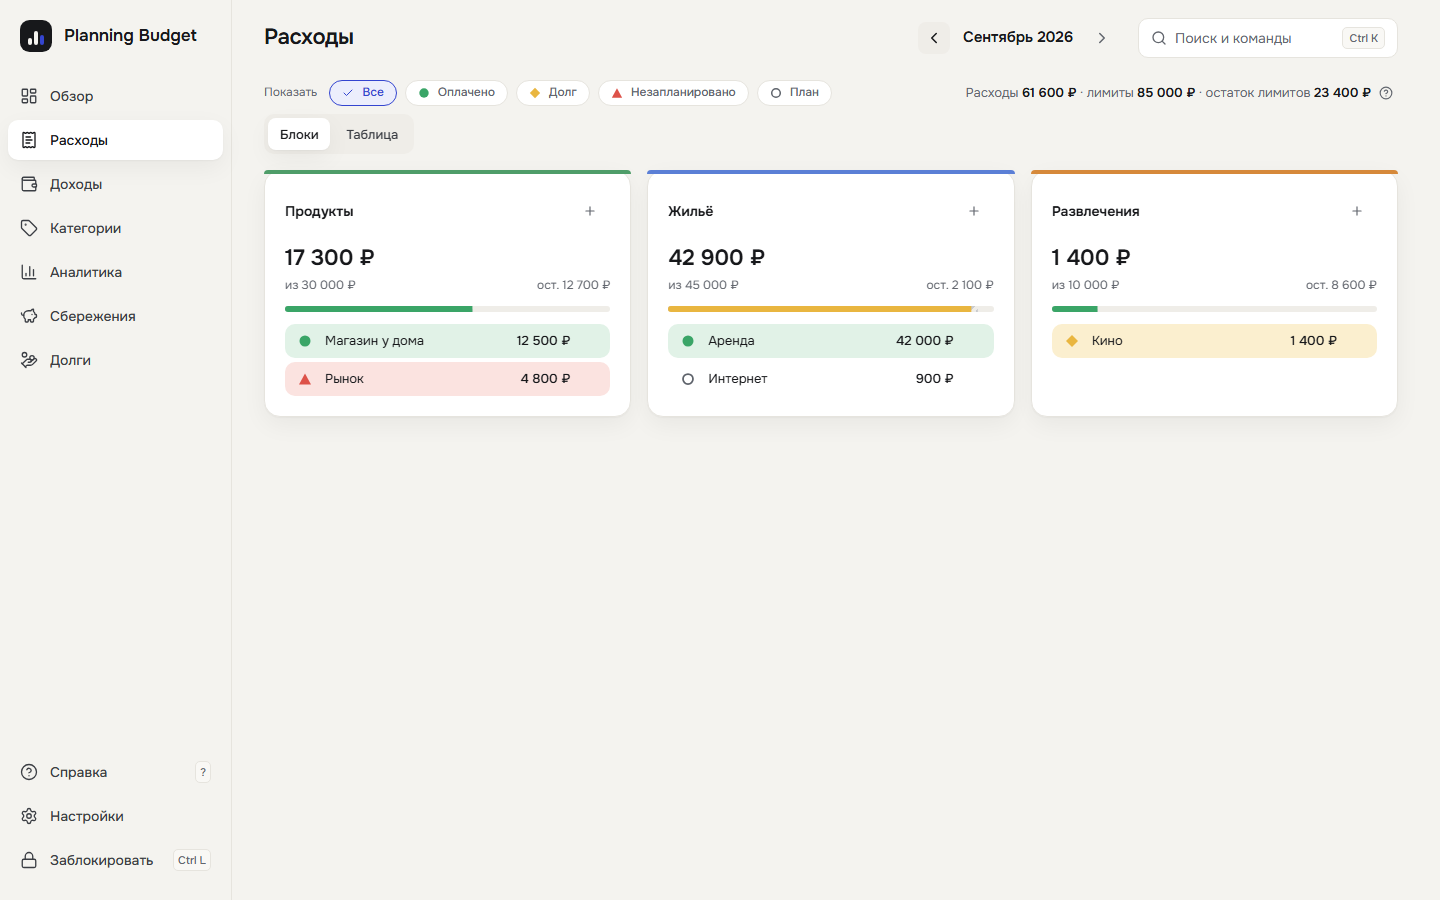 Planning Budget
Обзор
Расходы
Доходы
Категории
Аналитика
Сбережения
Долги
Справка ?
Настройки
Заблокировать Ctrl L
Расходы
Сентябрь 2026
Поиск и команды Ctrl K
Показать Все Оплачено Долг Незапланировано План
Расходы 61 600 ₽ · лимиты 85 000 ₽ · остаток лимитов 23 400 ₽ ?
Блоки Таблица
Продукты +
17 300 ₽
из 30 000 ₽ ост. 12 700 ₽
Магазин у дома 12 500 ₽
Рынок 4 800 ₽
Жильё +
42 900 ₽
из 45 000 ₽ ост. 2 100 ₽
Аренда 42 000 ₽
Интернет 900 ₽
Развлечения +
1 400 ₽
из 10 000 ₽ ост. 8 600 ₽
Кино 1 400 ₽